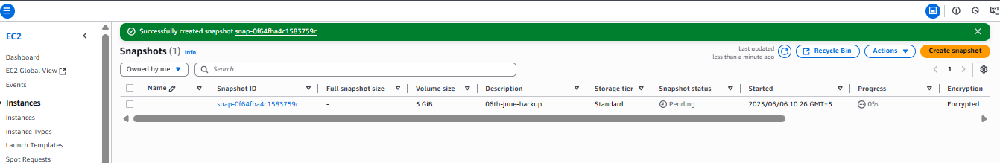 Successfully created snapshot snap-0f64fba4c1583759c.
EC2
Dashboard
EC2 Global View
Events
Instances
Instances
Instance Types
Launch Templates
Spot Requests
Snapshots (1) Info
Last updated
less than a minute ago
Recycle Bin
Actions
Create snapshot
Owned by me
Search
1
Name Snapshot ID Full snapshot size Volume size Description Storage tier Snapshot status Started Progress Encryption
snap-0f64fba4c1583759c - 5 GiB 06th-june-backup Standard Pending 2025/06/06 10:26 GMT+5:... 0% Encrypted